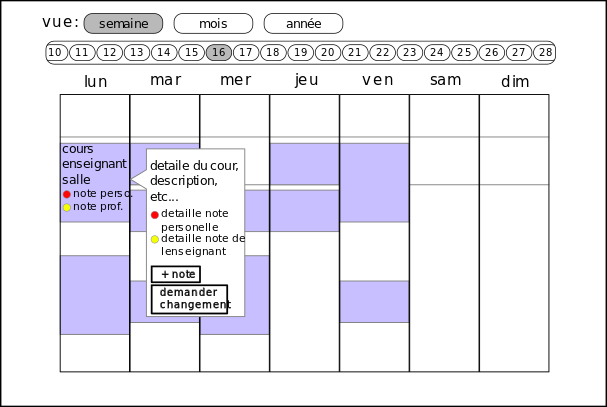 vue: semaine mois année
10 11 12 13 14 15 16 17 18 19 20 21 22 23 24 25 26 27 28
lun mar mer jeu ven sam dim
cours
enseignant
salle
note perso.
note prof.
detaile du cour,
description,
etc...
detaille note
personelle
detaille note de
lenseignant
+ note
demander
changement